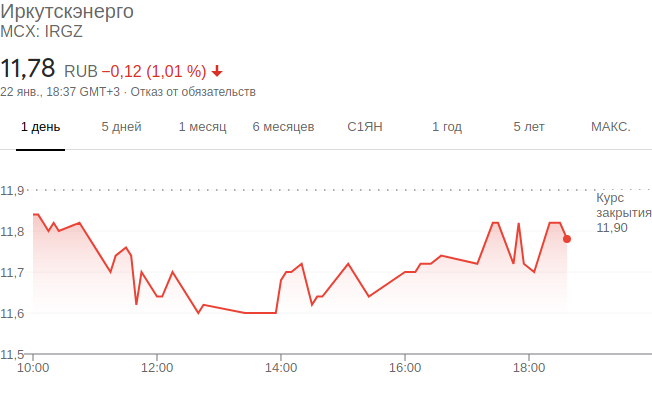 Иркутскэнерго
MCX: IRGZ
11,78 RUB −0,12 (1,01 %)
22 янв., 18:37 GMT+3 · Отказ от обязательств
1 день 5 дней 1 месяц 6 месяцев С1ЯН 1 год 5 лет МАКС.
11,9
Курс
закрытия
11,90
11,8
11,7
11,6
11,5
10:00 12:00 14:00 16:00 18:00